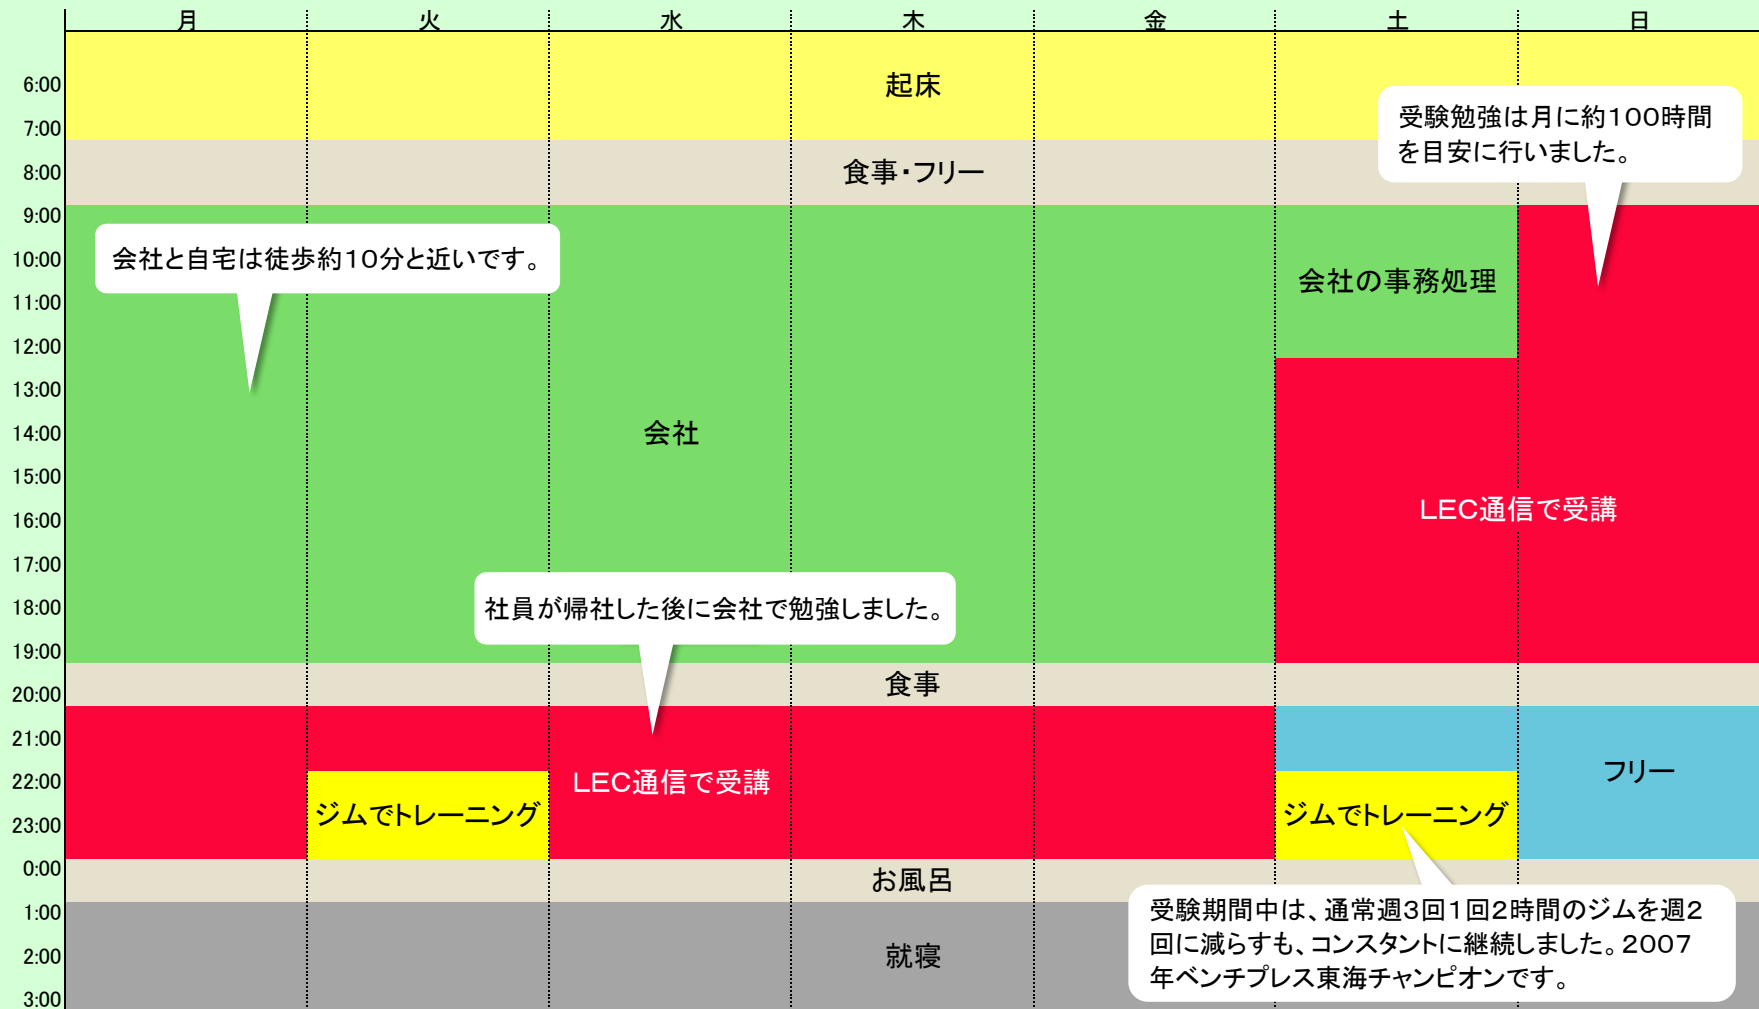 月 火 水 木 金 土 日
6:00
7:00
8:00
9:00
10:00
11:00
12:00
13:00
14:00
15:00
16:00
17:00
18:00
19:00
20:00
21:00
22:00
23:00
0:00
1:00
2:00
3:00
起床
受験勉強は月に約100時間
を目安に行いました。
食事・フリー
会社と自宅は徒歩約10分と近いです。
会社の事務処理
会社
LEC通信で受講
社員が帰社した後に会社で勉強しました。
食事
LEC通信で受講
フリー
ジムでトレーニング
ジムでトレーニング
お風呂
受験期間中は、通常週3回1回2時間のジムを週2
回に減らすも、コンスタントに継続しました。2007
年ベンチプレス東海チャンピオンです。
就寝